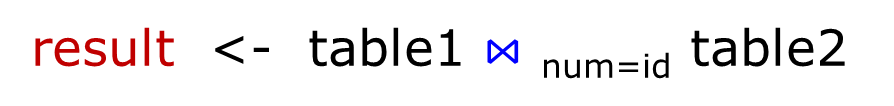 result <- table1 ⋈ num=id table2